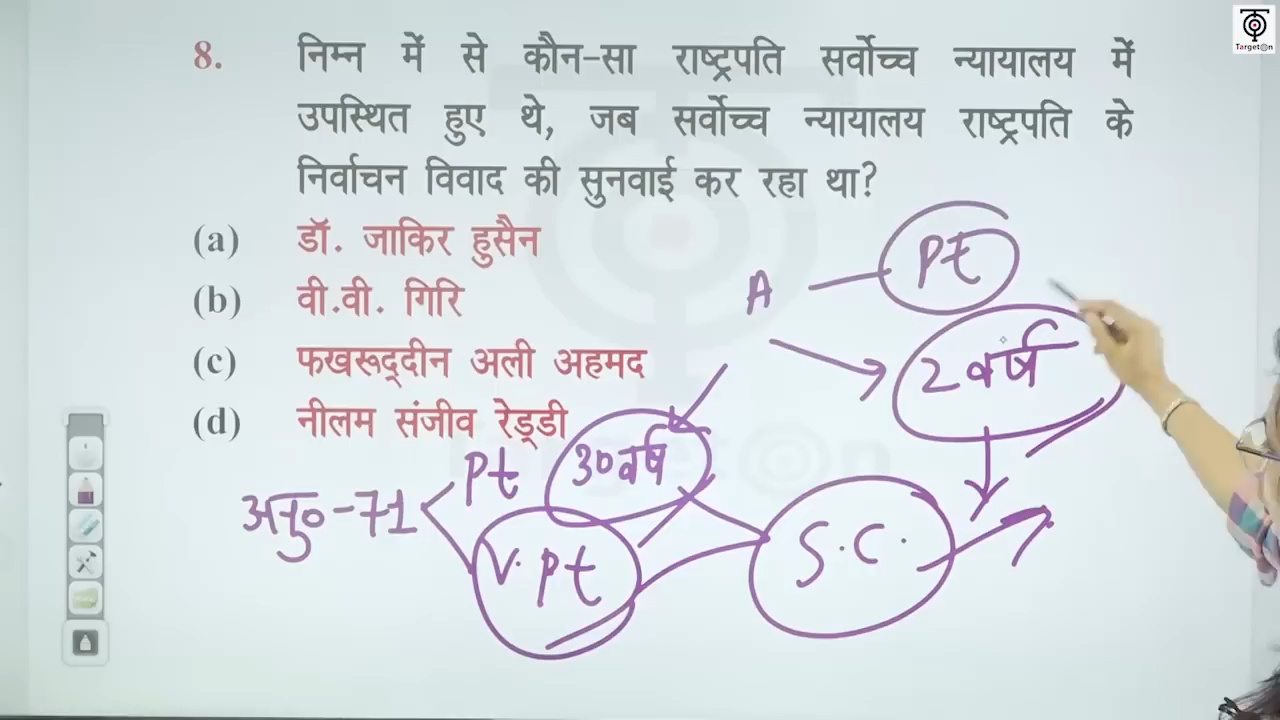 Target⊕n
8. निम्न में से कौन-सा राष्ट्रपति सर्वोच्च न्यायालय में
उपस्थित हुए थे, जब सर्वोच्च न्यायालय राष्ट्रपति के
निर्वाचन विवाद की सुनवाई कर रहा था?
(a) डॉ. जाकिर हुसैन
(b) वी.वी. गिरि
(c) फखरूद्दीन अली अहमद
(d) नीलम संजीव रेड्डी
A
Pt
2 वर्ष
30 वर्ष
अनु० -71
Pt
V. Pt
S.C.